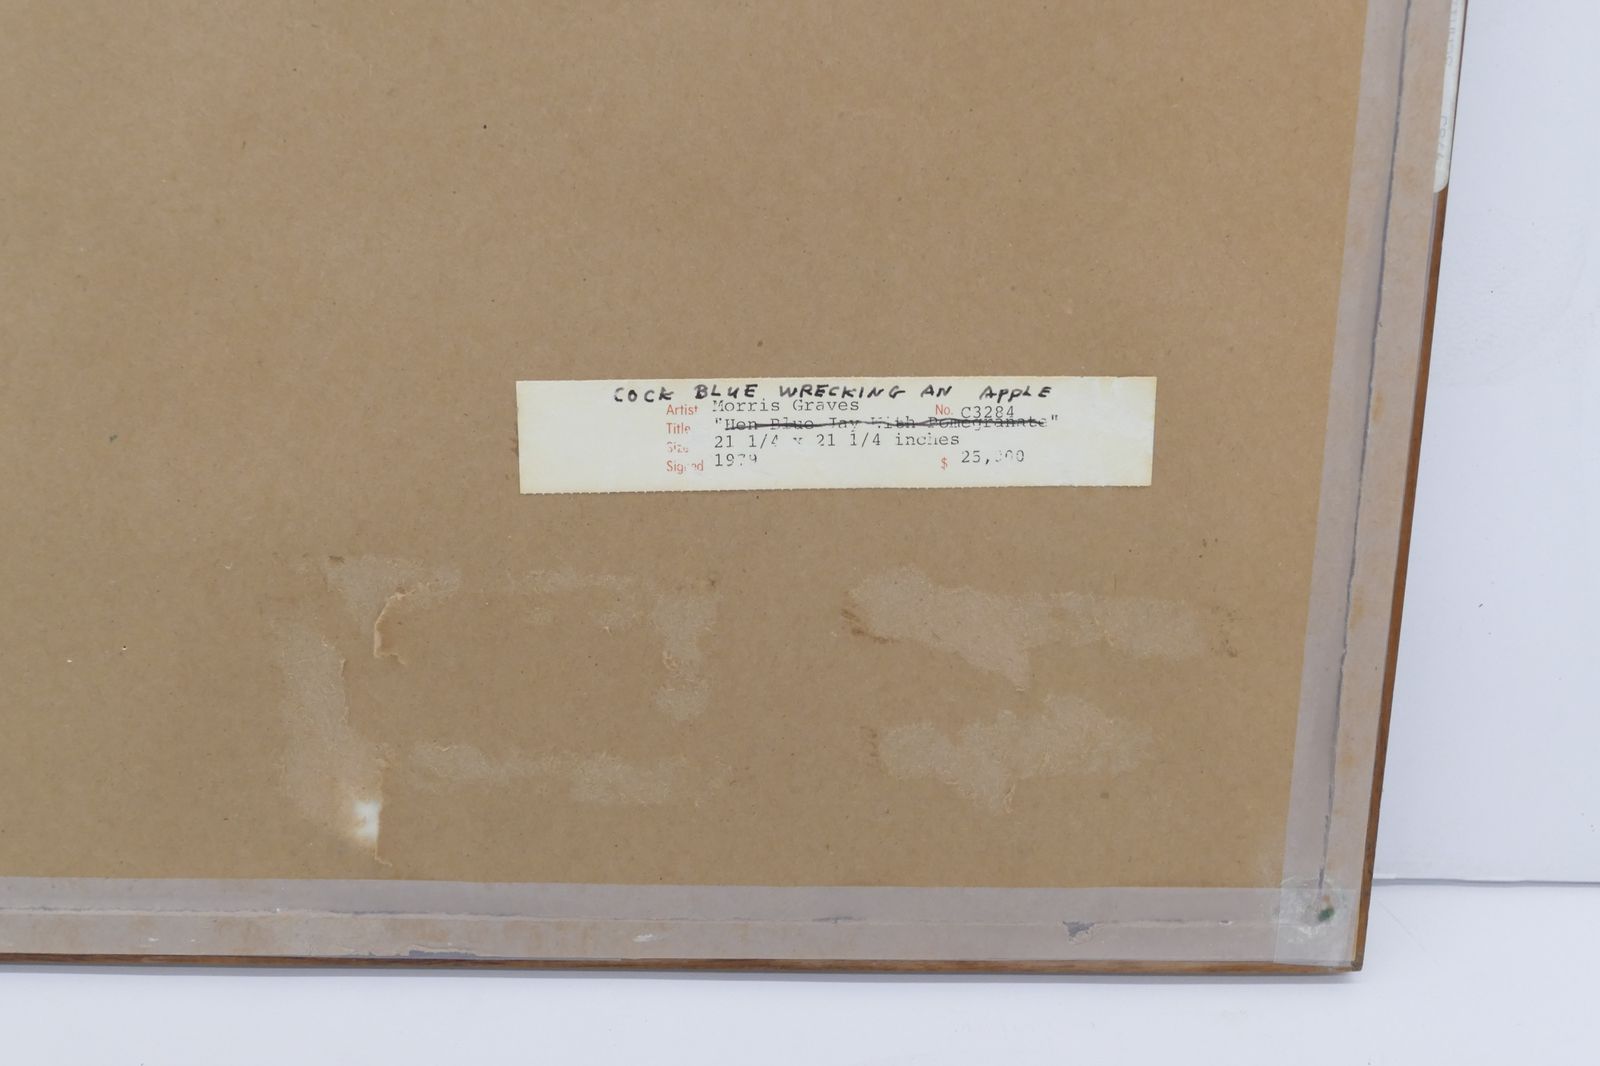 COCK BLUE WRECKING AN APPLE
Artist Morris Graves No. C3284
Title "Hen Blue Jay With Pomegranate"
Size 21 1/4 x 21 1/4 inches
Signed 1979 $ 25,000